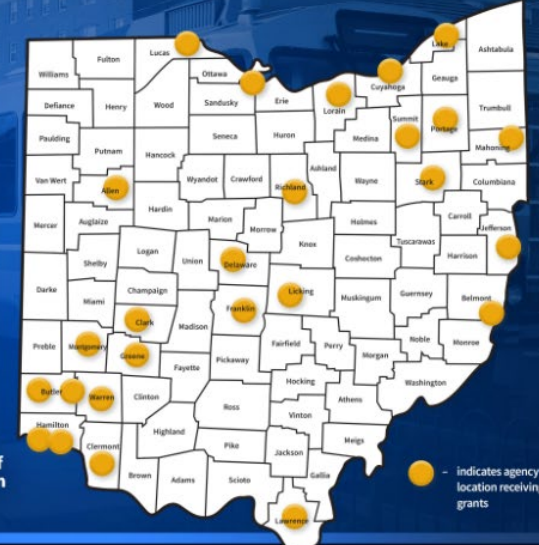 Williams
Fulton
Lucas
Ottawa
Lake
Ashtabula
Geauga
Cuyahoga
Defiance
Henry
Wood
Sandusky
Erie
Lorain
Trumbull
Summit
Portage
Paulding
Putnam
Seneca
Huron
Medina
Mahoning
Hancock
Van Wert
Allen
Wyandot
Crawford
Richland
Ashland
Wayne
Stark
Columbiana
Hardin
Mercer
Auglaize
Marion
Morrow
Holmes
Carroll
Jefferson
Tuscarawas
Logan
Union
Knox
Coshocton
Harrison
Shelby
Delaware
Darke
Miami
Champaign
Licking
Muskingum
Guernsey
Belmont
Clark
Madison
Franklin
Preble
Montgomery
Greene
Fairfield
Perry
Noble
Monroe
Morgan
Fayette
Pickaway
Butler
Warren
Clinton
Hocking
Washington
Athens
Ross
Vinton
Hamilton
Highland
Clermont
Pike
Jackson
Meigs
Brown
Adams
Scioto
Gallia
Lawrence
– indicates agency
location receiving
grants